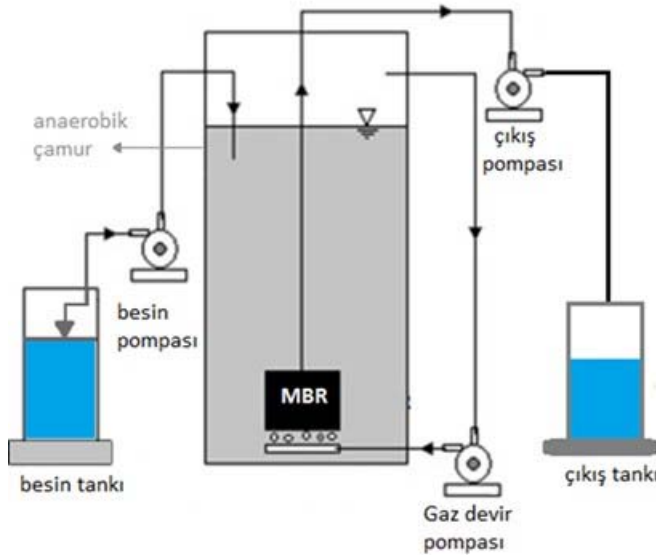 anaerobik
çamur
çıkış
pompası
besin
pompası
MBR
besin tankı
çıkış tankı
Gaz devir
pompası